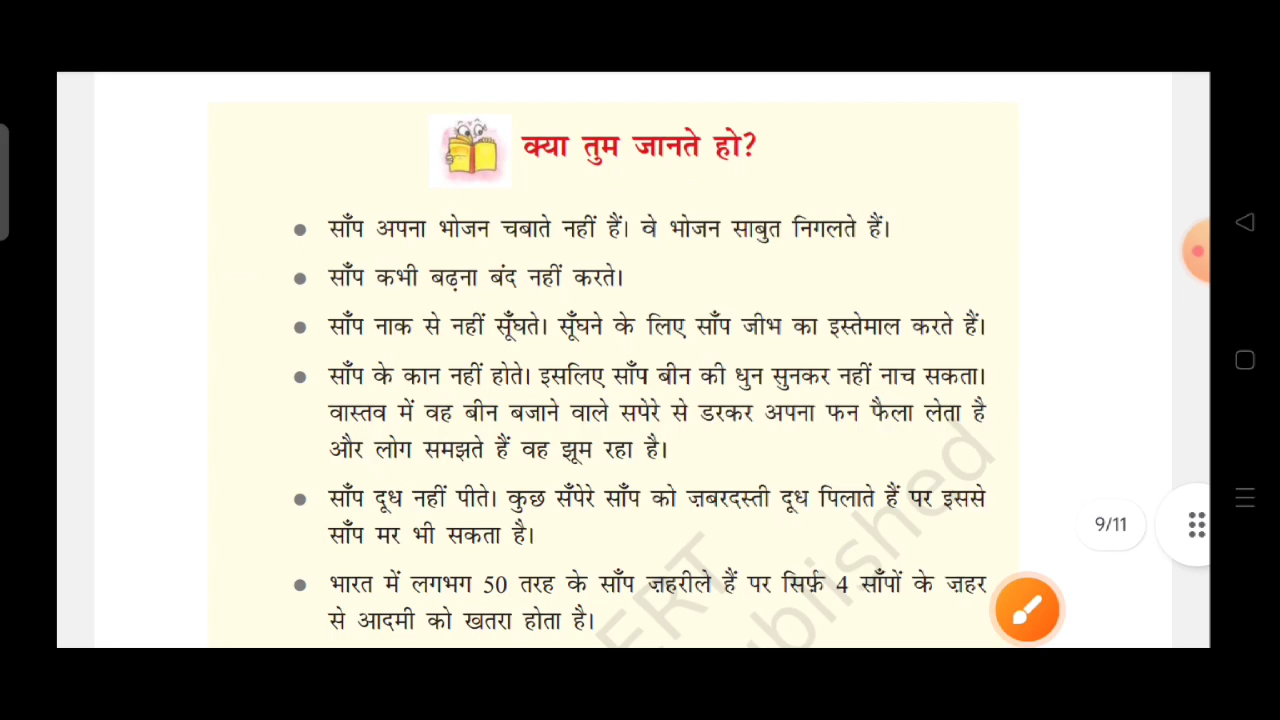 क्या तुम जानते हो?
साँप अपना भोजन चबाते नहीं हैं। वे भोजन साबुत निगलते हैं।
साँप कभी बढ़ना बंद नहीं करते।
साँप नाक से नहीं सूँघते। सूँघने के लिए साँप जीभ का इस्तेमाल करते हैं।
साँप के कान नहीं होते। इसलिए साँप बीन की धुन सुनकर नहीं नाच सकता।
वास्तव में वह बीन बजाने वाले सपेरे से डरकर अपना फन फैला लेता है
और लोग समझते हैं वह झूम रहा है।
साँप दूध नहीं पीते। कुछ सँपेरे साँप को ज़बरदस्ती दूध पिलाते हैं पर इससे
साँप मर भी सकता है।
भारत में लगभग 50 तरह के साँप ज़हरीले हैं पर सिर्फ़ 4 साँपों के ज़हर
से आदमी को खतरा होता है।
9/11